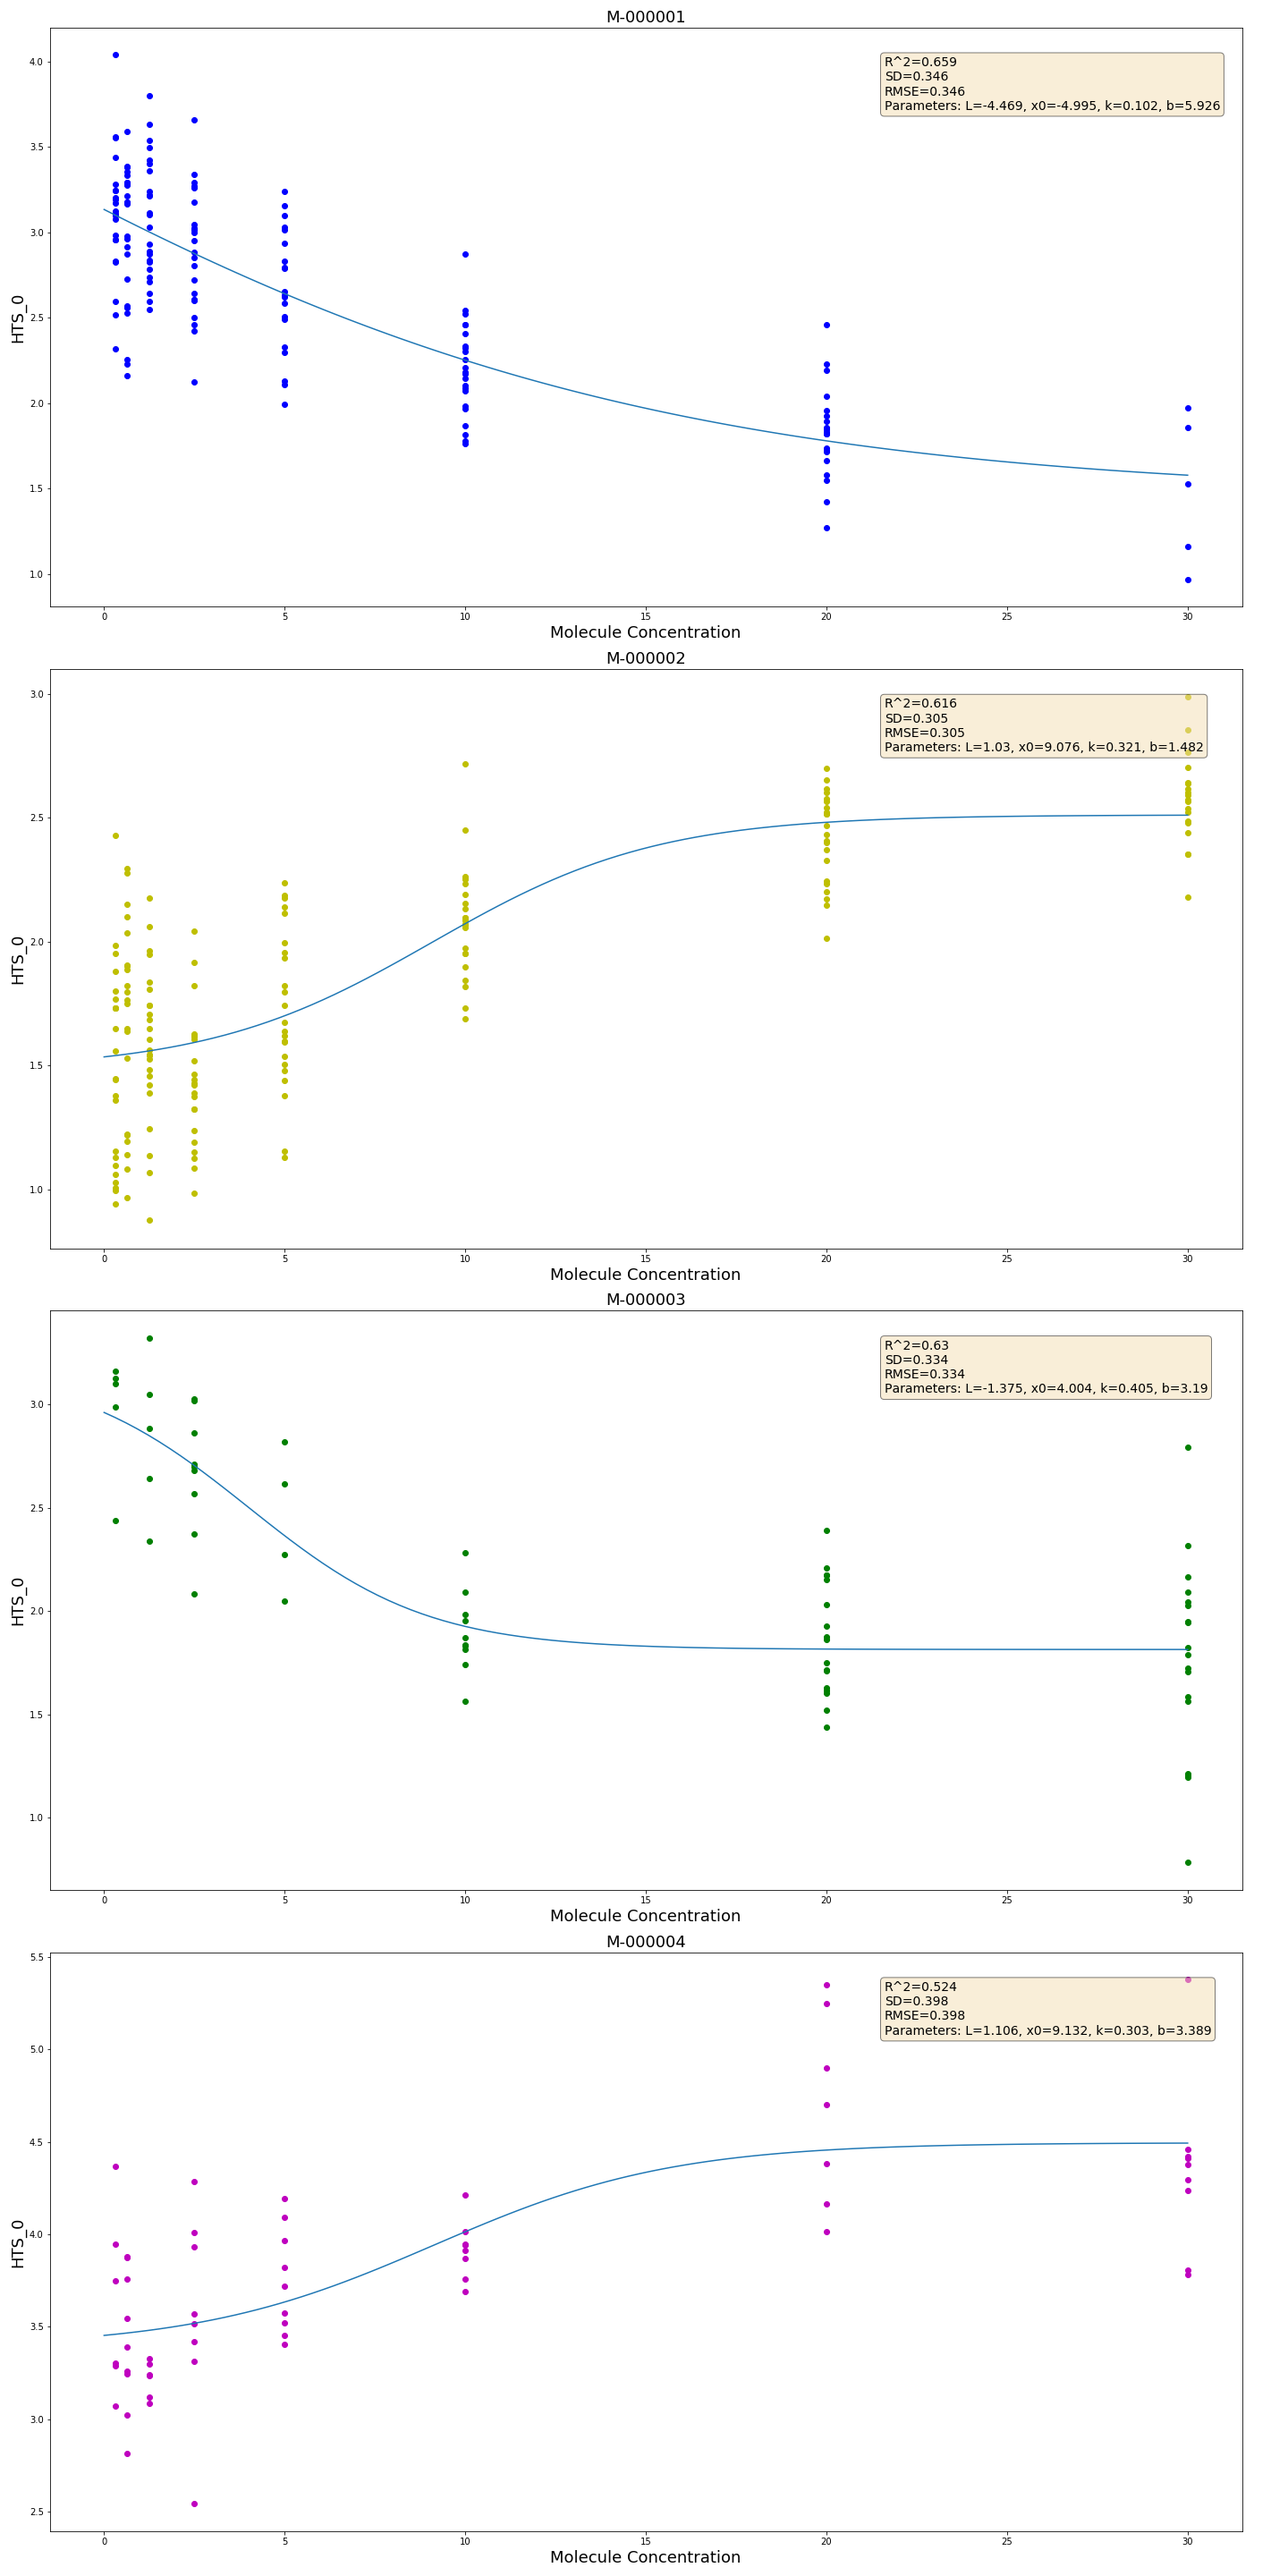 M-000001
R^2=0.659
SD=0.346
RMSE=0.346
Parameters: L=-4.469, x0=-4.995, k=0.102, b=5.926
HTS_0
4.0
3.5
3.0
2.5
2.0
1.5
1.0
0 5 10 15 20 25 30
Molecule Concentration
M-000002
R^2=0.616
SD=0.305
RMSE=0.305
Parameters: L=1.03, x0=9.076, k=0.321, b=1.482
HTS_0
3.0
2.5
2.0
1.5
1.0
0 5 10 15 20 25 30
Molecule Concentration
M-000003
R^2=0.63
SD=0.334
RMSE=0.334
Parameters: L=-1.375, x0=4.004, k=0.405, b=3.19
HTS_0
3.0
2.5
2.0
1.5
1.0
0 5 10 15 20 25 30
Molecule Concentration
M-000004
R^2=0.524
SD=0.398
RMSE=0.398
Parameters: L=1.106, x0=9.132, k=0.303, b=3.389
HTS_0
5.5
5.0
4.5
4.0
3.5
3.0
2.5
0 5 10 15 20 25 30
Molecule Concentration